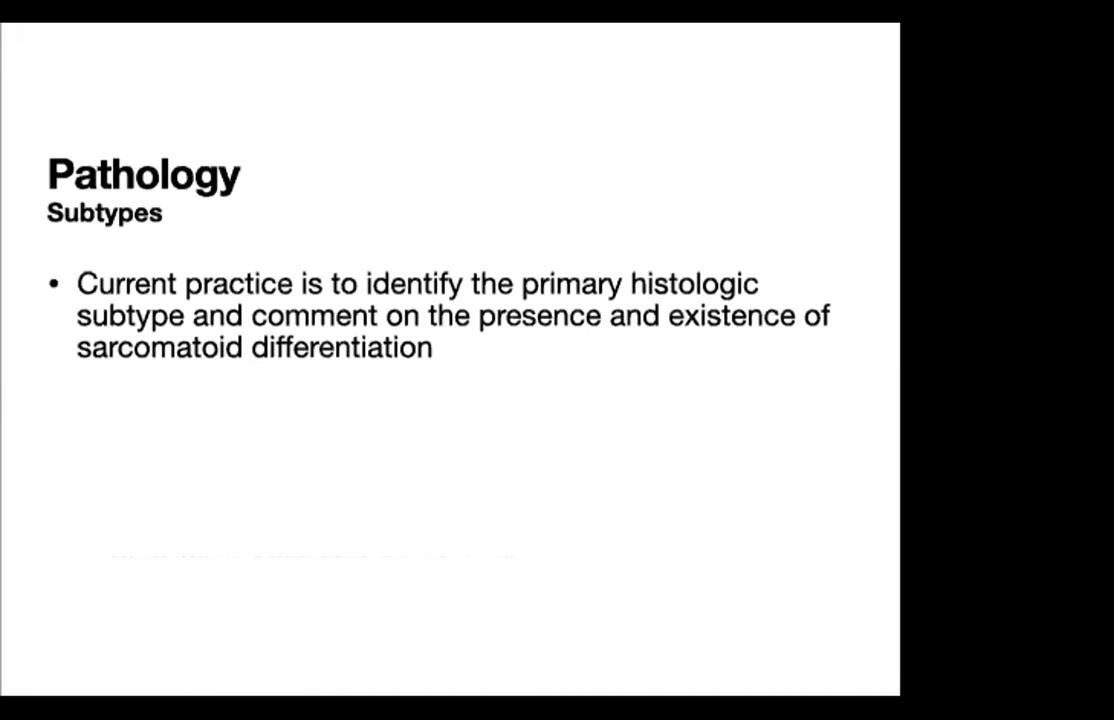 Pathology
Subtypes
• Current practice is to identify the primary histologic
subtype and comment on the presence and existence of
sarcomatoid differentiation